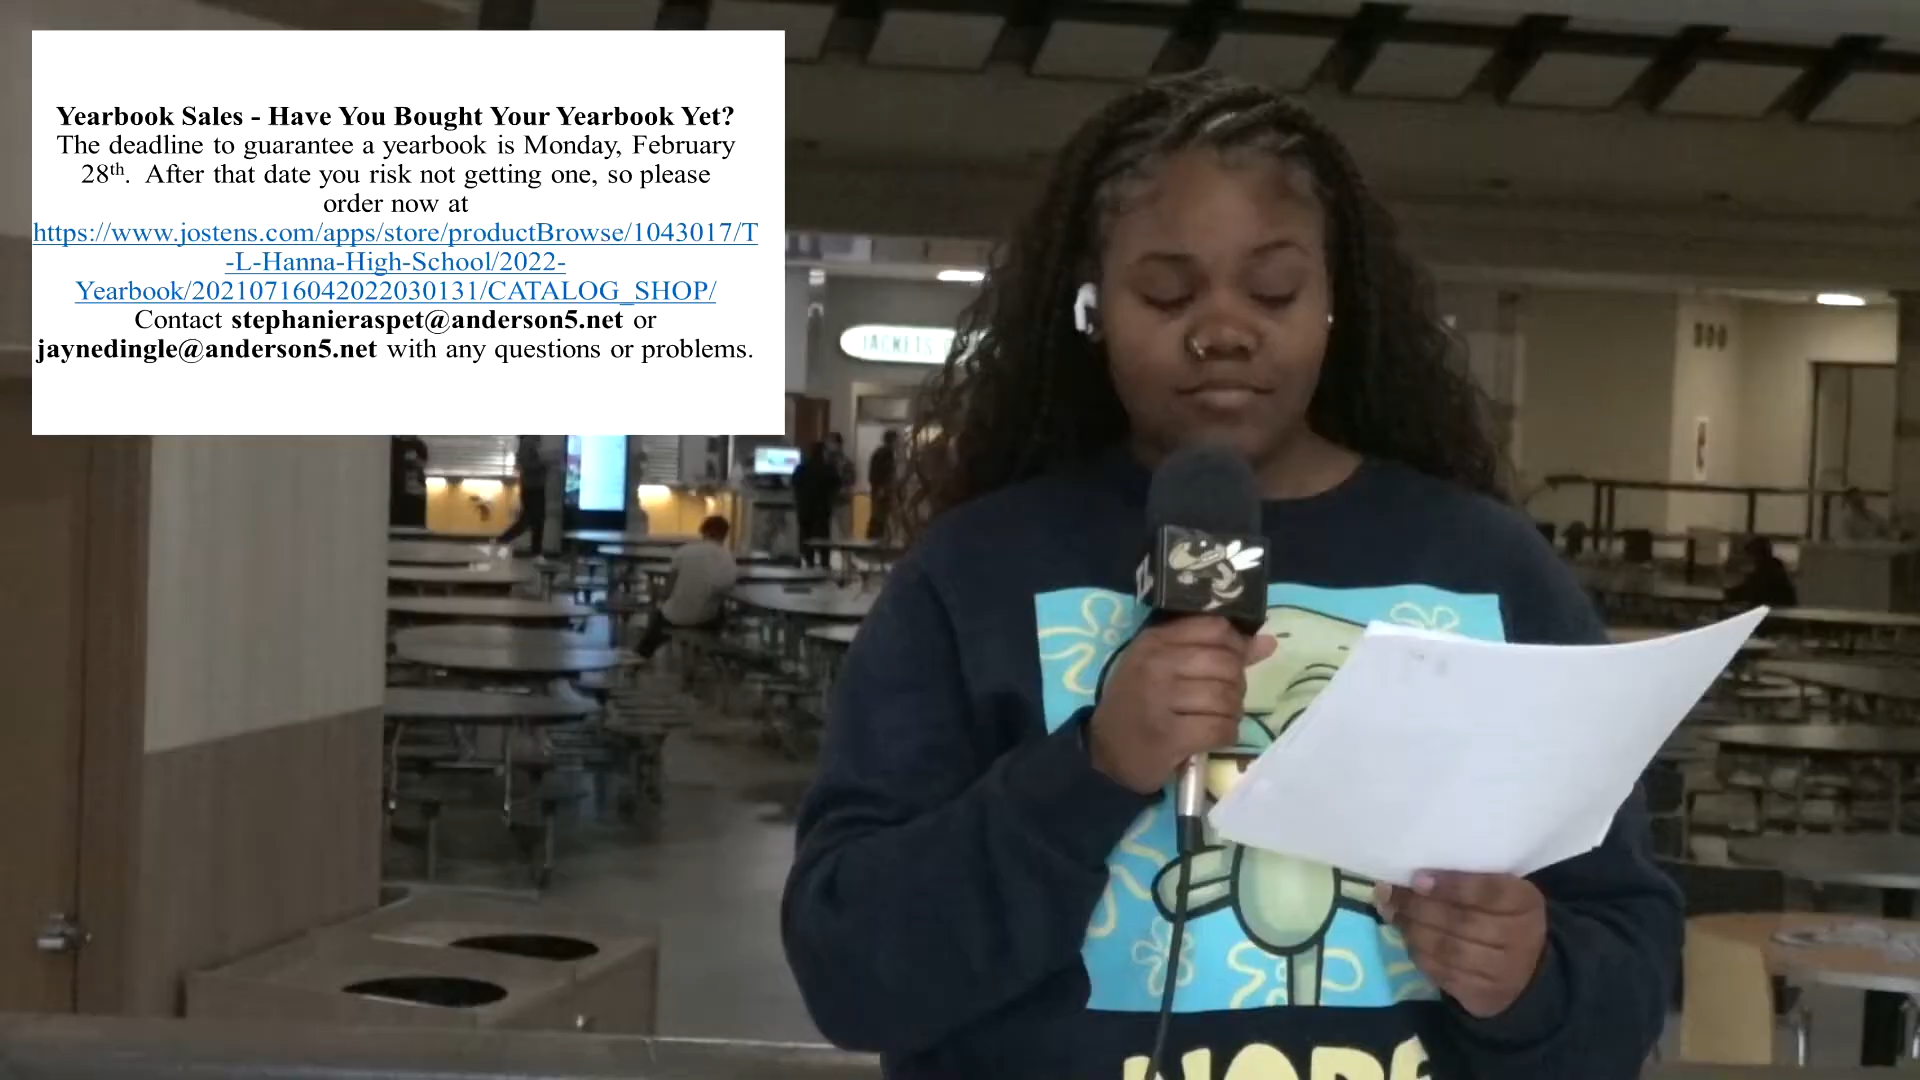 Yearbook Sales - Have You Bought Your Yearbook Yet?
The deadline to guarantee a yearbook is Monday, February
28th. After that date you risk not getting one, so please
order now at
https://www.jostens.com/apps/store/productBrowse/1043017/T
-L-Hanna-High-School/2022-
Yearbook/20210716042022030131/CATALOG_SHOP/
Contact stephanieraspet@anderson5.net or
jaynedingle@anderson5.net with any questions or problems.
JACKETS
300